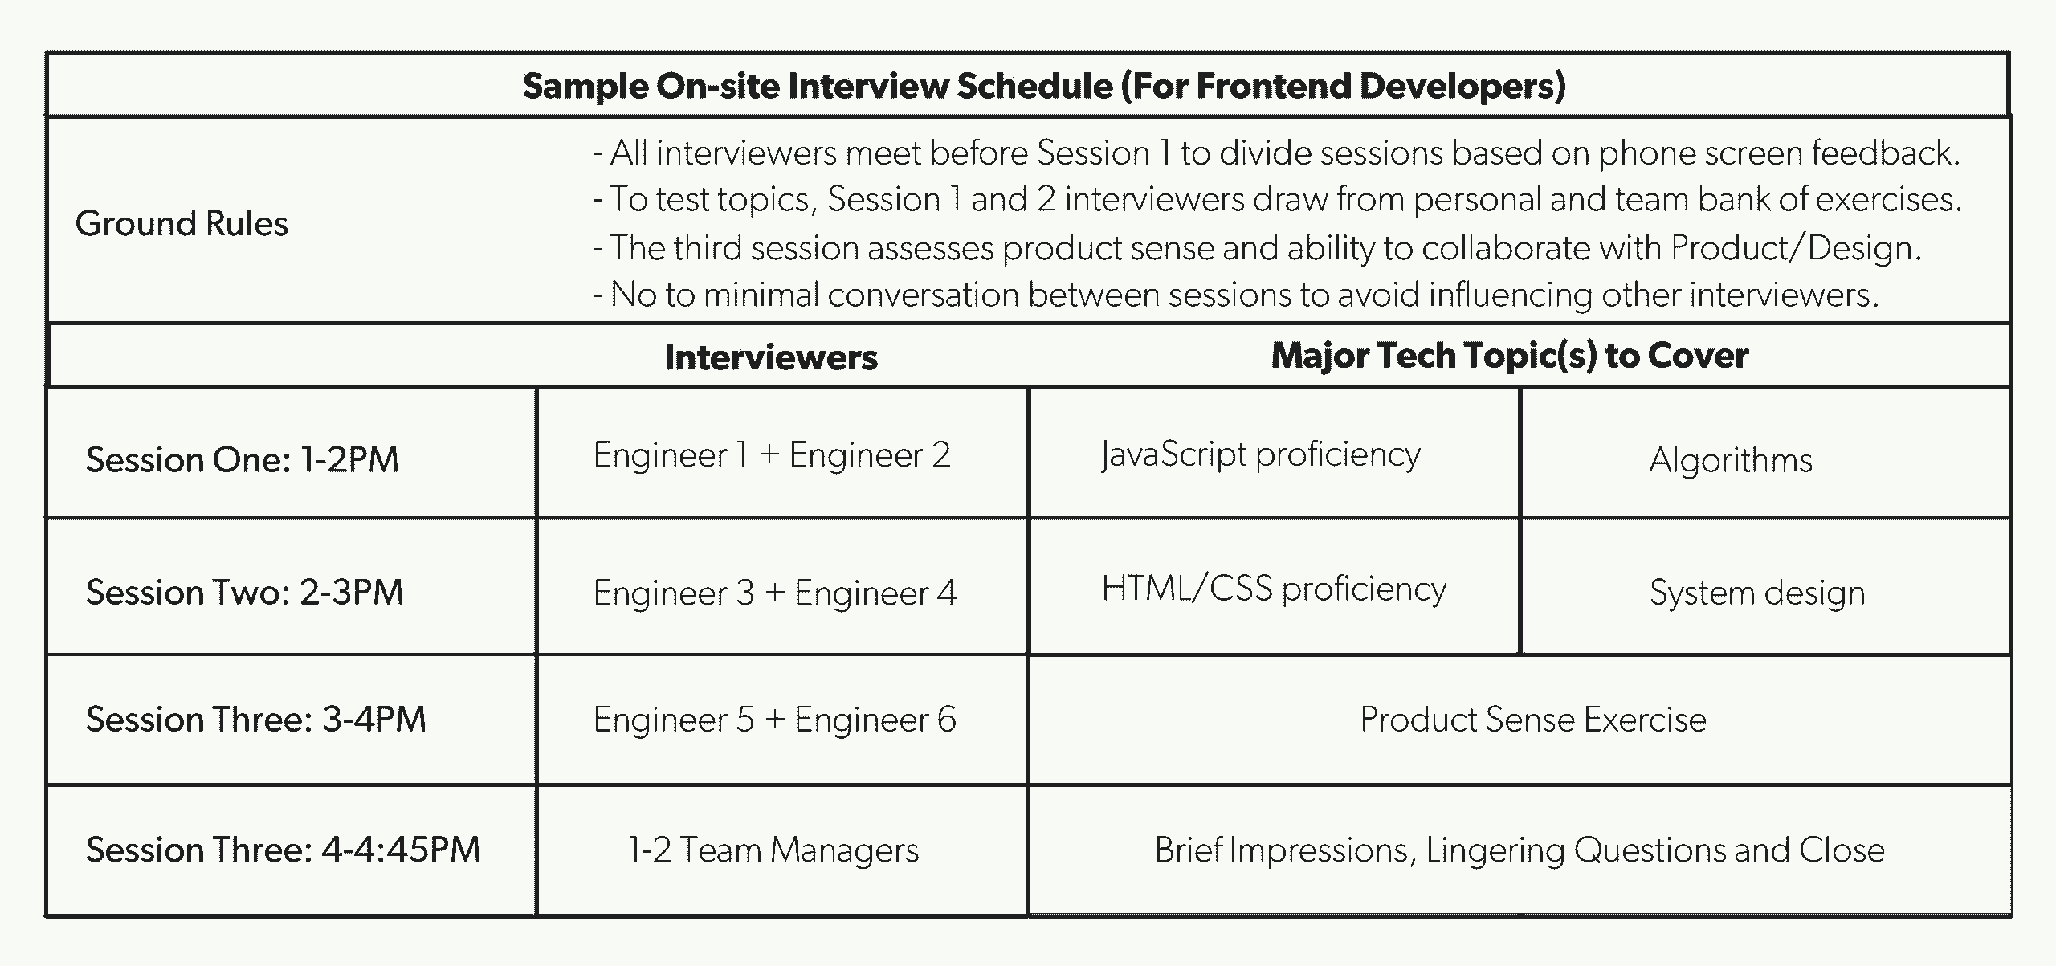 Sample On-site Interview Schedule (For Frontend Developers)
Ground Rules
- All interviewers meet before Session 1 to divide sessions based on phone screen feedback.
- To test topics, Session 1 and 2 interviewers draw from personal and team bank of exercises.
- The third session assesses product sense and ability to collaborate with Product/Design.
- No to minimal conversation between sessions to avoid influencing other interviewers.
Interviewers
Major Tech Topic(s) to Cover
Session One: 1-2PM
Engineer 1 + Engineer 2
JavaScript proficiency
Algorithms
Session Two: 2-3PM
Engineer 3 + Engineer 4
HTML/CSS proficiency
System design
Session Three: 3-4PM
Engineer 5 + Engineer 6
Product Sense Exercise
Session Three: 4-4:45PM
1-2 Team Managers
Brief Impressions, Lingering Questions and Close